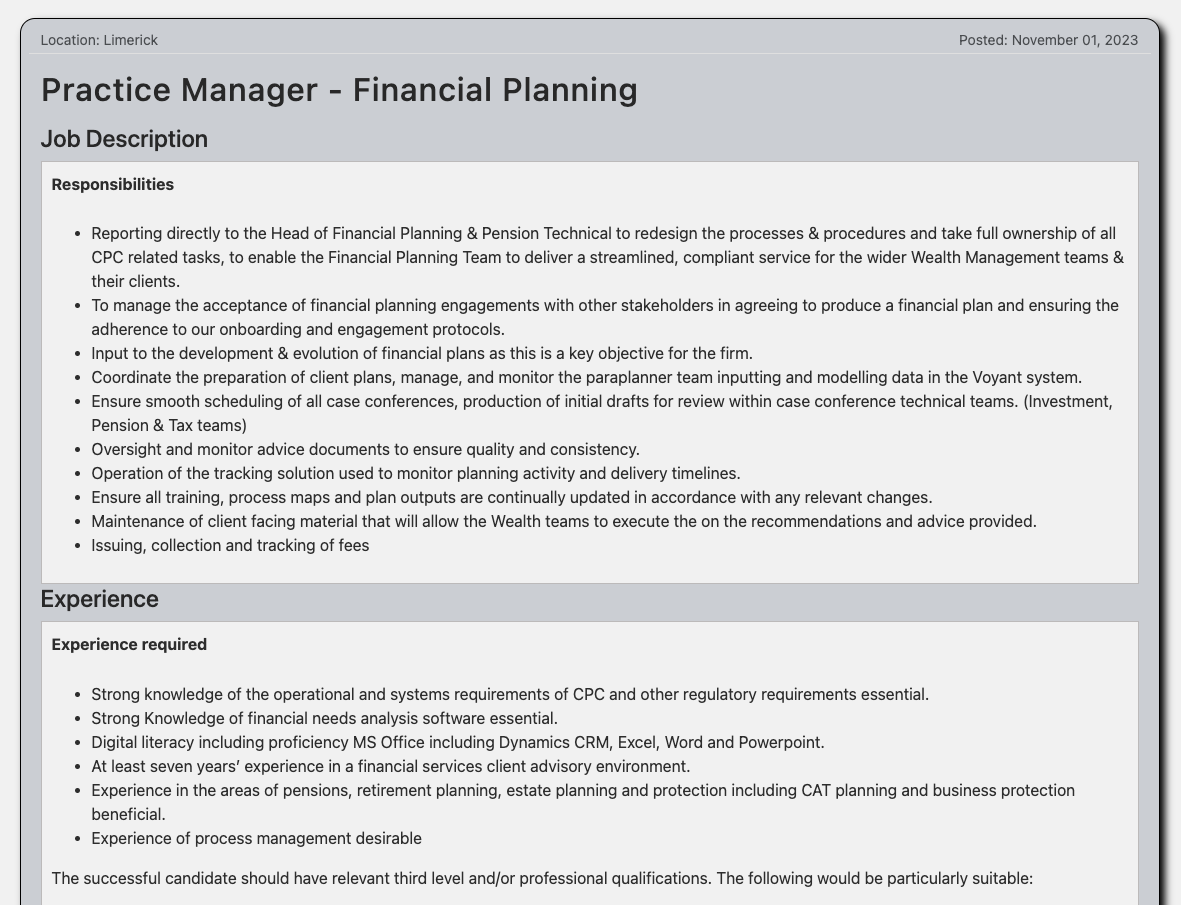 Location: Limerick
Posted: November 01, 2023
Practice Manager - Financial Planning
Job Description
Responsibilities
• Reporting directly to the Head of Financial Planning & Pension Technical to redesign the processes & procedures and take full ownership of all
CPC related tasks, to enable the Financial Planning Team to deliver a streamlined, compliant service for the wider Wealth Management teams &
their clients.
• To manage the acceptance of financial planning engagements with other stakeholders in agreeing to produce a financial plan and ensuring the
adherence to our onboarding and engagement protocols.
• Input to the development & evolution of financial plans as this is a key objective for the firm.
• Coordinate the preparation of client plans, manage, and monitor the paraplanner team inputting and modelling data in the Voyant system.
• Ensure smooth scheduling of all case conferences, production of initial drafts for review within case conference technical teams. (Investment,
Pension & Tax teams)
• Oversight and monitor advice documents to ensure quality and consistency.
• Operation of the tracking solution used to monitor planning activity and delivery timelines.
• Ensure all training, process maps and plan outputs are continually updated in accordance with any relevant changes.
• Maintenance of client facing material that will allow the Wealth teams to execute the on the recommendations and advice provided.
• Issuing, collection and tracking of fees
Experience
Experience required
• Strong knowledge of the operational and systems requirements of CPC and other regulatory requirements essential.
• Strong Knowledge of financial needs analysis software essential.
• Digital literacy including proficiency MS Office including Dynamics CRM, Excel, Word and Powerpoint.
• At least seven years’ experience in a financial services client advisory environment.
• Experience in the areas of pensions, retirement planning, estate planning and protection including CAT planning and business protection
beneficial.
• Experience of process management desirable
The successful candidate should have relevant third level and/or professional qualifications. The following would be particularly suitable: